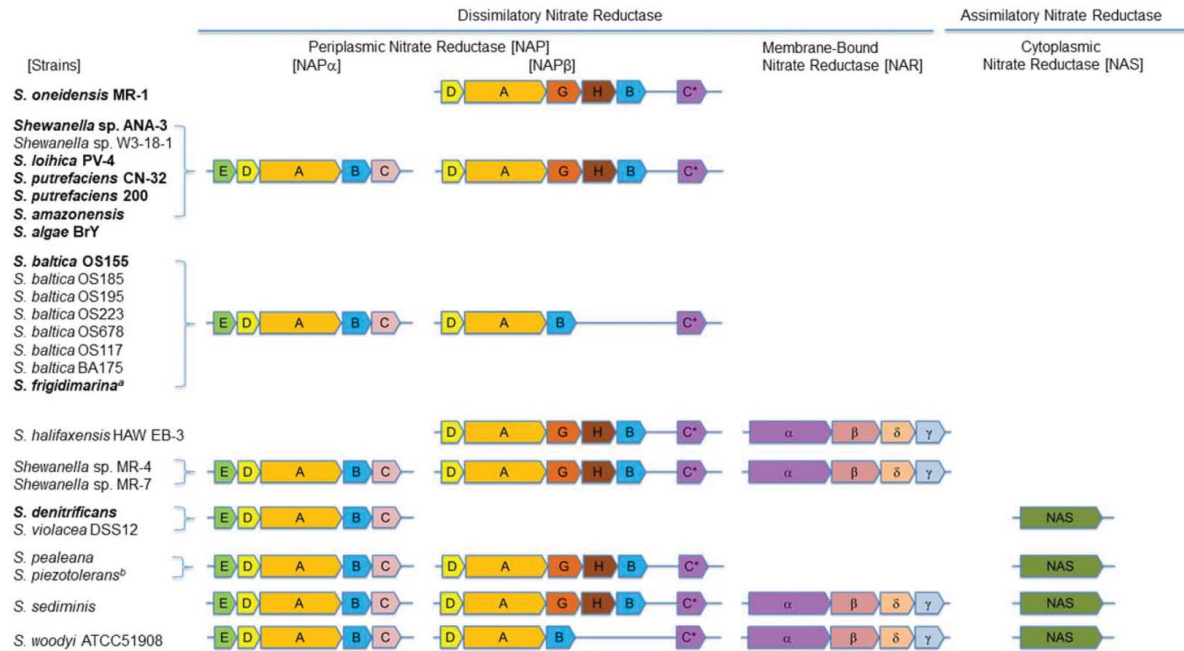 Dissimilatory Nitrate Reductase
Assimilatory Nitrate Reductase
Periplasmic Nitrate Reductase [NAP]
Membrane-Bound
Nitrate Reductase [NAR]
Cytoplasmic
Nitrate Reductase [NAS]
[Strains]
[NAPα]
[NAPβ]
S. oneidensis MR-1
D A G H B C*
Shewanella sp. ANA-3
Shewanella sp. W3-18-1
S. loihica PV-4
S. putrefaciens CN-32
S. putrefaciens 200
S. amazonensis
S. algae BrY
E D A B C D A G H B C*
S. baltica OS155
S. baltica OS185
S. baltica OS195
S. baltica OS223
S. baltica OS678
S. baltica OS117
S. baltica BA175
S. frigidimarinaᵃ
E D A B C D A B C*
S. halifaxensis HAW EB-3
D A G H B C* α β δ γ
Shewanella sp. MR-4
Shewanella sp. MR-7
E D A B C D A G H B C* α β δ γ
S. denitrificans
S. violacea DSS12
E D A B C NAS
S. pealeana
S. piezotoleransᵇ
E D A B C D A G H B C* NAS
S. sediminis
E D A B C D A G H B C* α β δ γ NAS
S. woodyi ATCC51908
E D A B C D A B C* α β δ γ NAS